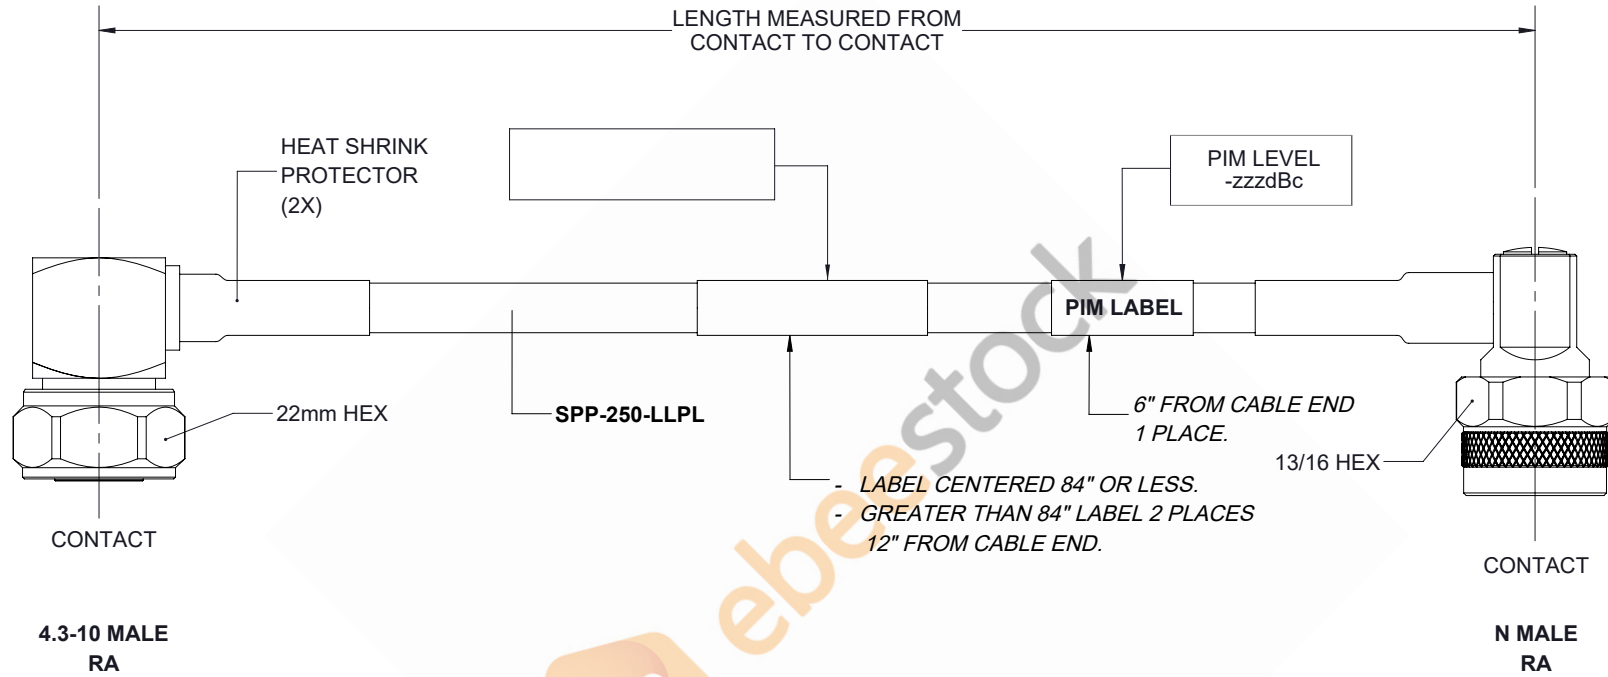 LENGTH MEASURED FROM
CONTACT TO CONTACT
HEAT SHRINK
PROTECTOR
(2X)
PIM LEVEL
-zzzdBc
PIM LABEL
22mm HEX
SPP-250-LLPL
6" FROM CABLE END
1 PLACE.
13/16 HEX
- LABEL CENTERED 84" OR LESS.
- GREATER THAN 84" LABEL 2 PLACES
12" FROM CABLE END.
CONTACT
CONTACT
4.3-10 MALE
RA
N MALE
RA
ebeestock